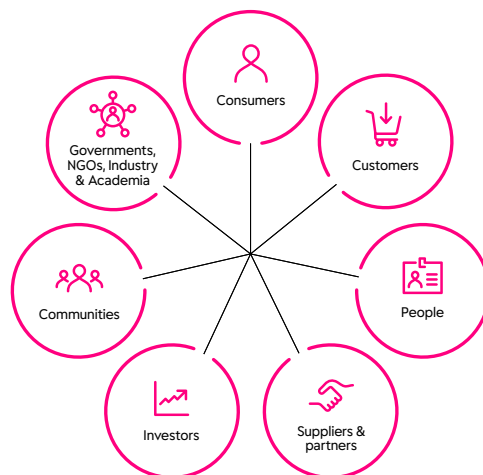 Consumers
Customers
People
Suppliers &
partners
Investors
Communities
Governments,
NGOs, Industry
& Academia